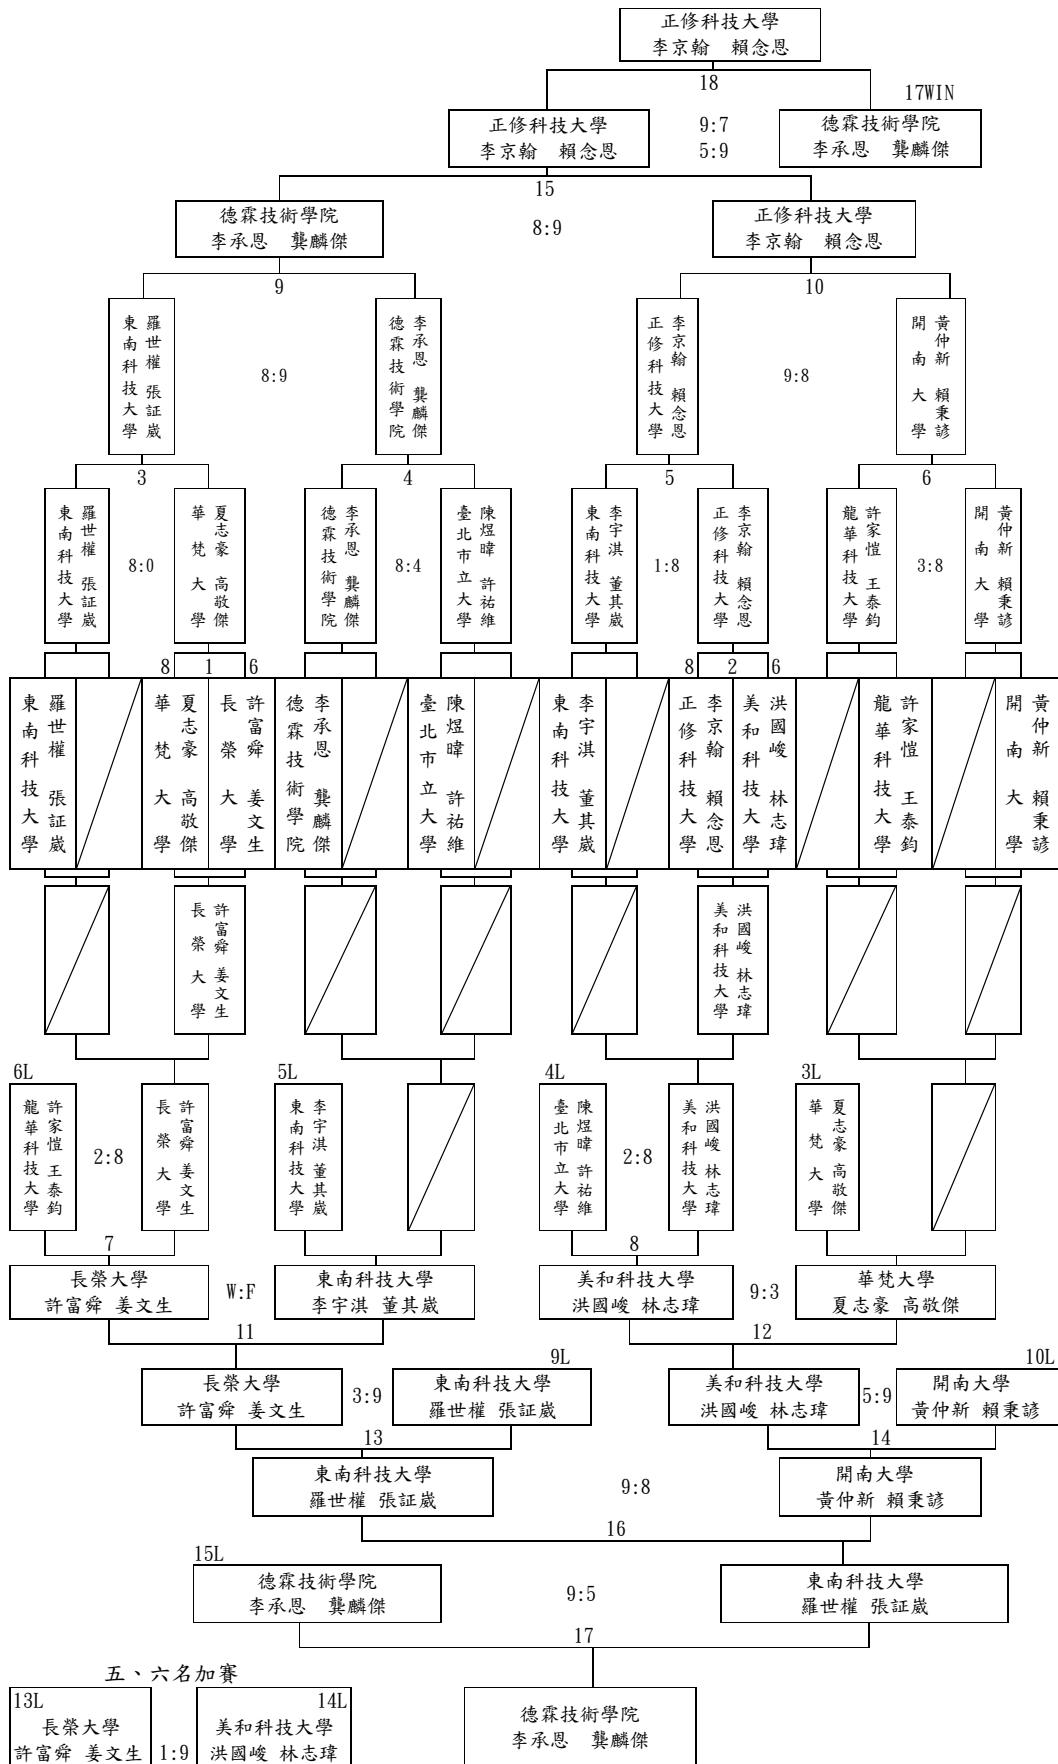 正修科技大學
李京翰 賴念恩
18
17WIN
正修科技大學
李京翰 賴念恩
9:7
5:9
德霖技術學院
李承恩 龔麟傑
15
德霖技術學院
李承恩 龔麟傑
8:9
正修科技大學
李京翰 賴念恩
9
10
羅世權 張証崴
東南科技大學
8:9
李承恩 龔麟傑
德霖技術學院
李京翰 賴念恩
正修科技大學
9:8
黃仲新 賴秉諺
開南大學
3
4
5
6
羅世權 張証崴
東南科技大學
8:0
夏志豪 高敬傑
華梵大學
李承恩 龔麟傑
德霖技術學院
8:4
陳煜暐 許祐維
臺北市立大學
李宇淇 董其崴
東南科技大學
1:8
李京翰 賴念恩
正修科技大學
許家愷 王泰鈞
龍華科技大學
3:8
黃仲新 賴秉諺
開南大學
8 1 6
8 2 6
羅世權 張証崴
東南科技大學
夏志豪 高敬傑
華梵大學
許富舜 姜文生
長榮大學
李承恩 龔麟傑
德霖技術學院
陳煜暐 許祐維
臺北市立大學
李宇淇 董其崴
東南科技大學
李京翰 賴念恩
正修科技大學
洪國峻 林志瑋
美和科技大學
許家愷 王泰鈞
龍華科技大學
黃仲新 賴秉諺
開南大學
許富舜 姜文生
長榮大學
洪國峻 林志瑋
美和科技大學
6L
5L
4L
3L
許家愷 王泰鈞
龍華科技大學
2:8
許富舜 姜文生
長榮大學
李宇淇 董其崴
東南科技大學
陳煜暐 許祐維
臺北市立大學
2:8
洪國峻 林志瑋
美和科技大學
夏志豪 高敬傑
華梵大學
7
8
長榮大學
許富舜 姜文生
W:F
東南科技大學
李宇淇 董其崴
美和科技大學
洪國峻 林志瑋
9:3
華梵大學
夏志豪 高敬傑
11
12
9L
10L
長榮大學
許富舜 姜文生
3:9
東南科技大學
羅世權 張証崴
美和科技大學
洪國峻 林志瑋
5:9
開南大學
黃仲新 賴秉諺
13
14
東南科技大學
羅世權 張証崴
9:8
開南大學
黃仲新 賴秉諺
16
15L
德霖技術學院
李承恩 龔麟傑
9:5
東南科技大學
羅世權 張証崴
17
五、六名加賽
13L
長榮大學
許富舜 姜文生
1:9
14L
美和科技大學
洪國峻 林志瑋
德霖技術學院
李承恩 龔麟傑